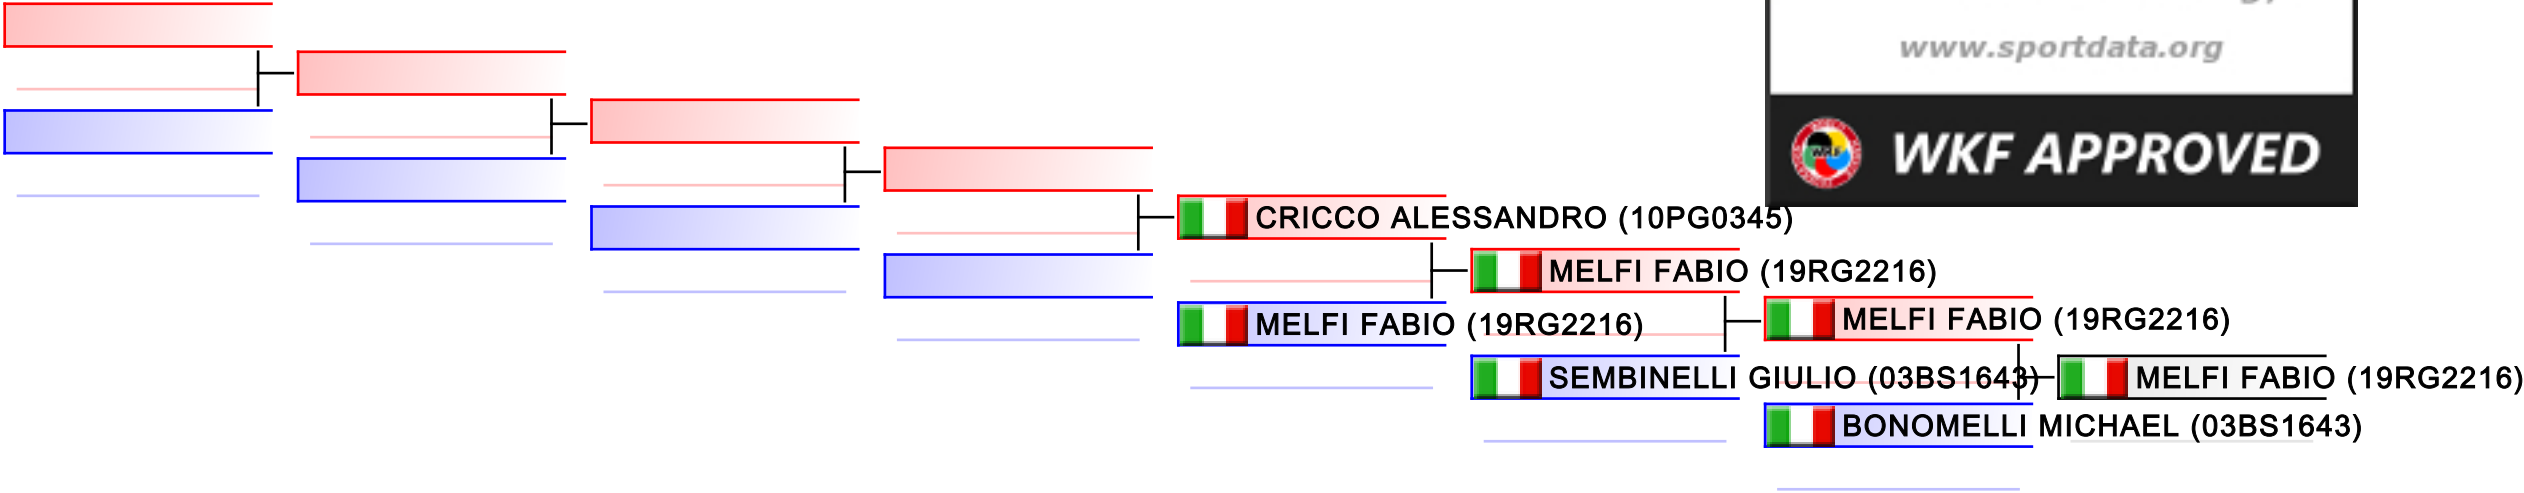 www.sportdata.org
WKF APPROVED
CRICCO ALESSANDRO (10PG0345)
MELFI FABIO (19RG2216)
MELFI FABIO (19RG2216)
MELFI FABIO (19RG2216)
SEMBINELLI GIULIO (03BS1643)
MELFI FABIO (19RG2216)
BONOMELLI MICHAEL (03BS1643)